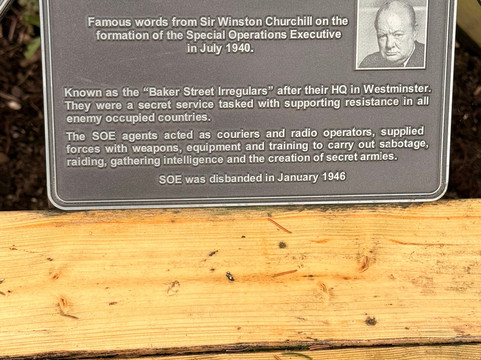 Famous words from Sir Winston Churchill on the
formation of the Special Operations Executive
in July 1940.
Known as the “Baker Street Irregulars” after their HQ in Westminster.
They were a secret service tasked with supporting resistance in all
enemy occupied countries.
The SOE agents acted as couriers and radio operators, supplied
forces with weapons, equipment and training to carry out sabotage,
raiding, gathering intelligence and the creation of secret armies.
SOE was disbanded in January 1946